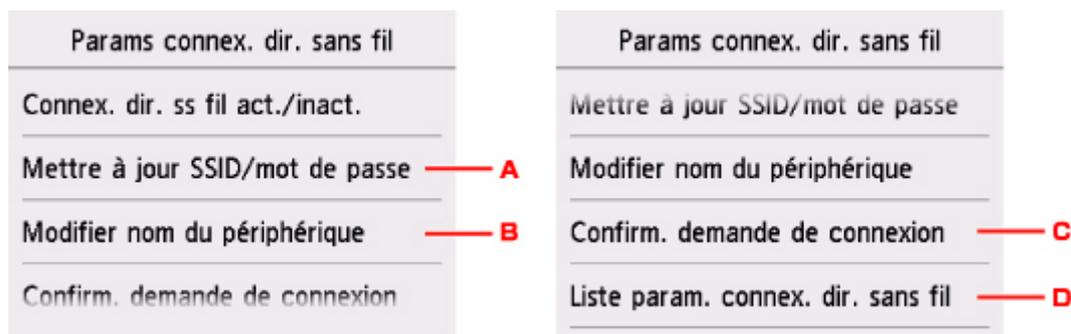 Params connex. dir. sans fil
Connex. dir. ss fil act./inact.
Mettre à jour SSID/mot de passe A
Modifier nom du périphérique B
Confirm. demande de connexion
Params connex. dir. sans fil
Mettre à jour SSID/mot de passe
Modifier nom du périphérique
Confirm. demande de connexion C
Liste param. connex. dir. sans fil D